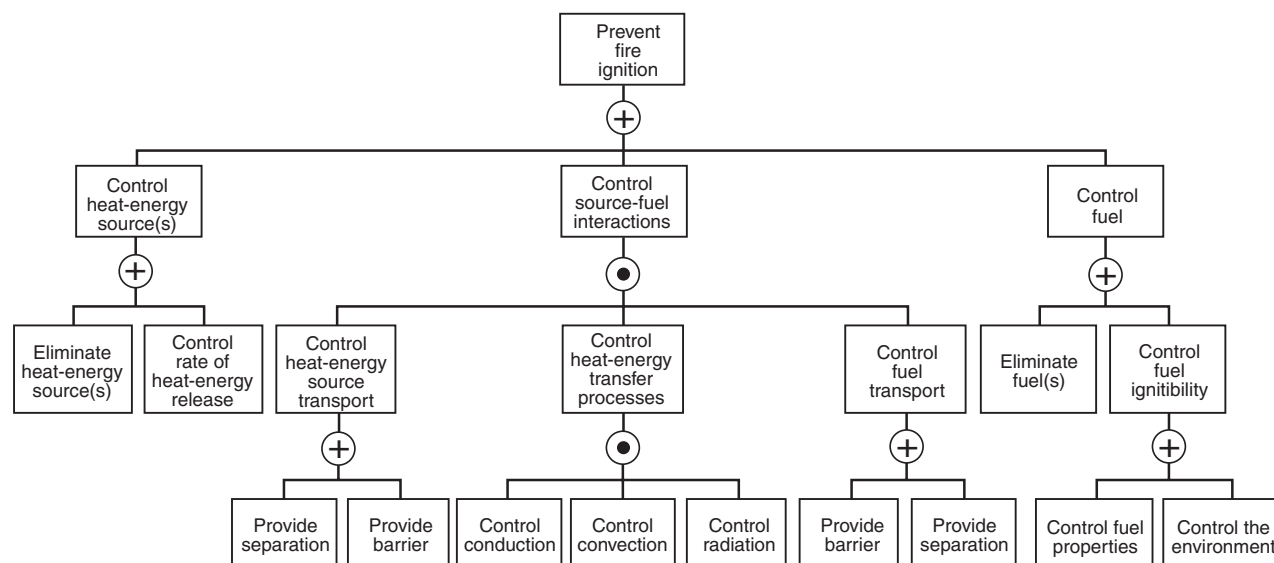 Prevent
fire
ignition
+
Control
heat-energy
source(s)
Control
source-fuel
interactions
Control
fuel
+
•
+
Eliminate
heat-energy
source(s)
Control
rate of
heat-energy
release
Control
heat-energy
source
transport
Control
heat-energy
transfer
processes
Control
fuel
transport
Eliminate
fuel(s)
Control
fuel
ignitibility
+
•
+
+
Provide
separation
Provide
barrier
Control
conduction
Control
convection
Control
radiation
Provide
barrier
Provide
separation
Control fuel
properties
Control the
environment